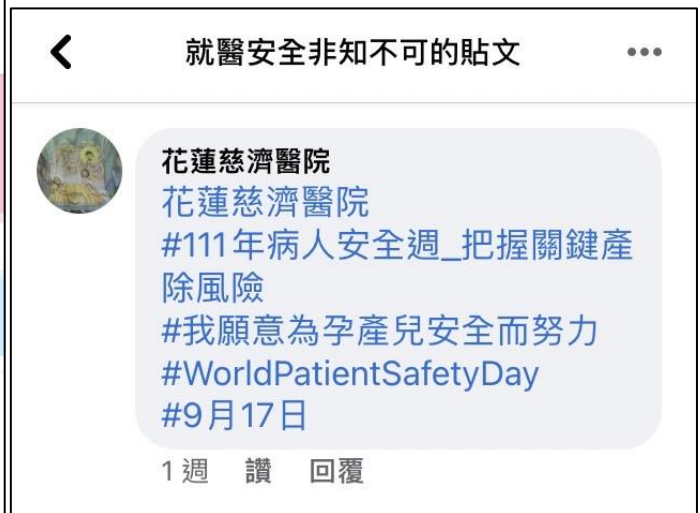 就醫安全非知不可的貼文
花蓮慈濟醫院
花蓮慈濟醫院
#111年病人安全週_把握關鍵產
除風險
#我願意為孕產兒安全而努力
#WorldPatientSafetyDay
#9月17日
1週 讚 回覆